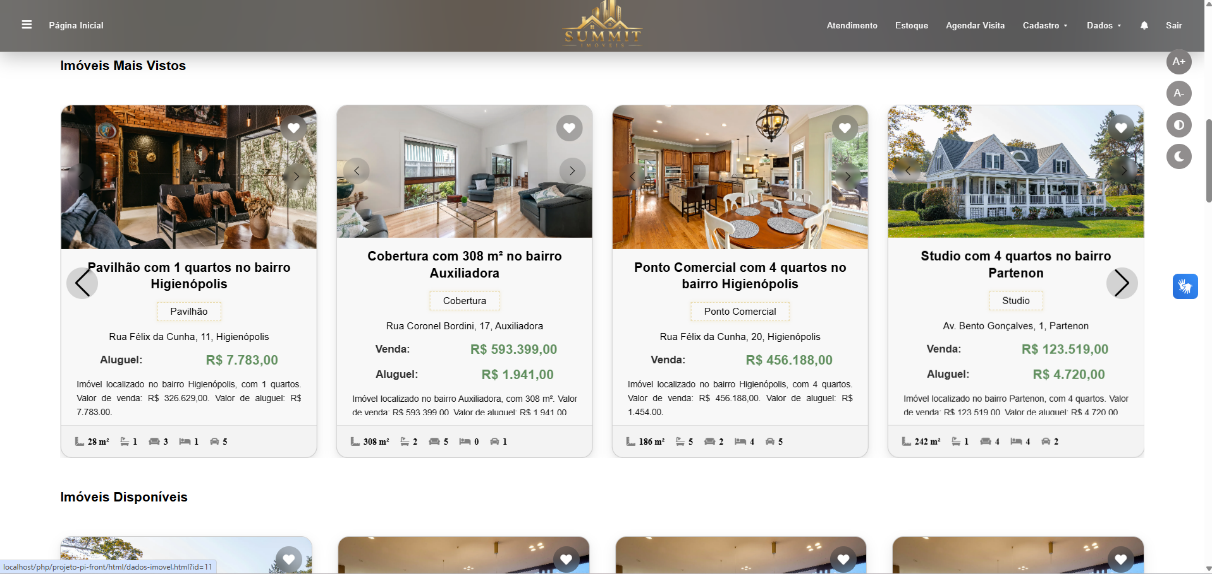 Página Inicial
SUMMIT
IMÓVEIS
Atendimento
Estoque
Agendar Visita
Cadastro
Dados
Sair
A+
A-
Imóveis Mais Vistos
Pavilhão com 1 quartos no bairro
Higienópolis
Pavilhão
Rua Félix da Cunha, 11, Higienópolis
Aluguel: R$ 7.783,00
Imóvel localizado no bairro Higienópolis, com 1 quartos.
Valor de venda: R$ 326.629,00. Valor de aluguel: R$
7.783.00.
28 m² 1 3 1 5
Cobertura com 308 m² no bairro
Auxiliadora
Cobertura
Rua Coronel Bordini, 17, Auxiliadora
Venda: R$ 593.399,00
Aluguel: R$ 1.941,00
Imóvel localizado no bairro Auxiliadora, com 308 m². Valor
de venda: R$ 593.399,00. Valor de aluguel: R$ 1.941,00
308 m² 2 5 0 1
Ponto Comercial com 4 quartos no
bairro Higienópolis
Ponto Comercial
Rua Félix da Cunha, 20, Higienópolis
Venda: R$ 456.188,00
Imóvel localizado no bairro Higienópolis, com 4 quartos.
Valor de venda: R$ 456.188,00. Valor de aluguel: R$
1.454.00.
186 m² 5 2 4 5
Studio com 4 quartos no bairro
Partenon
Studio
Av. Bento Gonçalves, 1, Partenon
Venda: R$ 123.519,00
Aluguel: R$ 4.720,00
Imóvel localizado no bairro Partenon, com 4 quartos. Valor
de venda: R$ 123.519,00. Valor de aluguel: R$ 4.720,00
242 m² 1 4 4 2
Imóveis Disponíveis
localhost/php/projeto-pi-front/html/dados-imovel.html?id=11